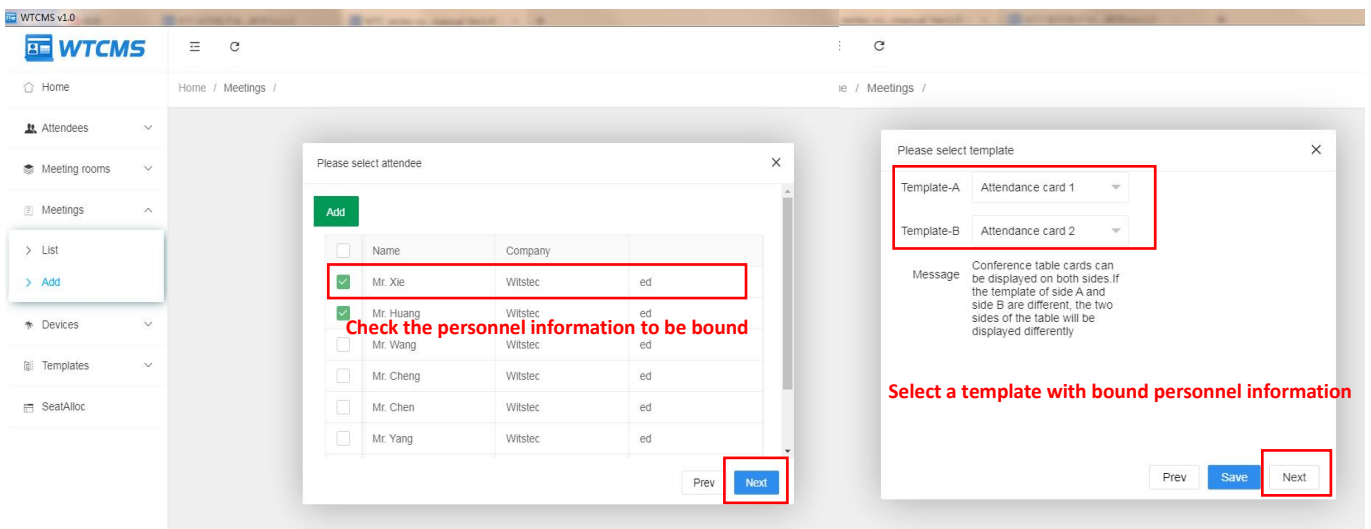 WTCMS v1.0
WTCMS
Home
Attendees
Meeting rooms
Meetings
List
Add
Devices
Templates
SeatAlloc
Home / Meetings /
Please select attendee
Add
Name Company
Mr. Xie Witstec ed
Mr. Huang Witstec ed
Check the personnel information to be bound
Mr. Wang Witstec ed
Mr. Cheng Witstec ed
Mr. Chen Witstec ed
Mr. Yang Witstec ed
Prev Next
/ Meetings /
Please select template
Template-A Attendance card 1
Template-B Attendance card 2
Message
Conference table cards can
be displayed on both sides.If
the template of side A and
side B are different, the two
sides of the table will be
displayed differently
Select a template with bound personnel information
Prev Save Next